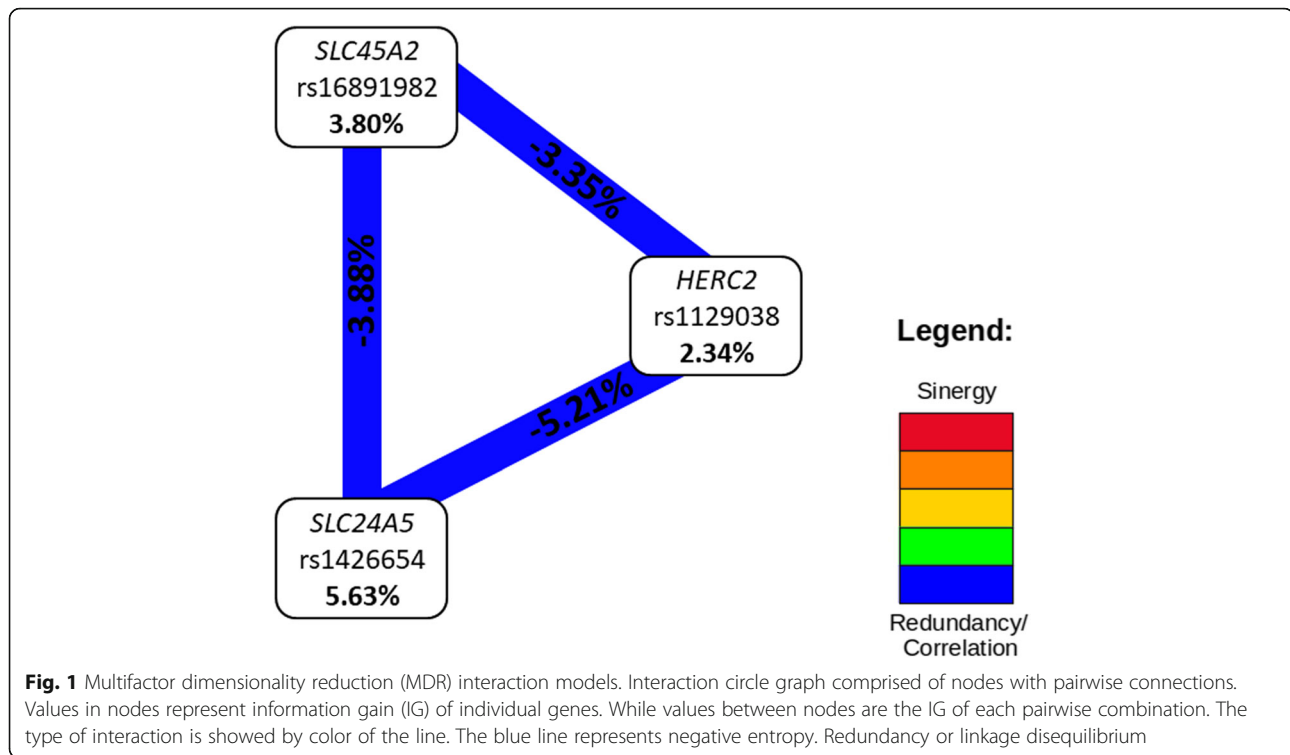 SLC45A2
rs16891982
3.80%
-3.35%
-3.88%
HERC2
rs1129038
2.34%
-5.21%
SLC24A5
rs1426654
5.63%
Legend:
Sinergy
Redundancy/
Correlation
Fig. 1 Multifactor dimensionality reduction (MDR) interaction models. Interaction circle graph comprised of nodes with pairwise connections.
Values in nodes represent information gain (IG) of individual genes. While values between nodes are the IG of each pairwise combination. The
type of interaction is showed by color of the line. The blue line represents negative entropy. Redundancy or linkage disequilibrium